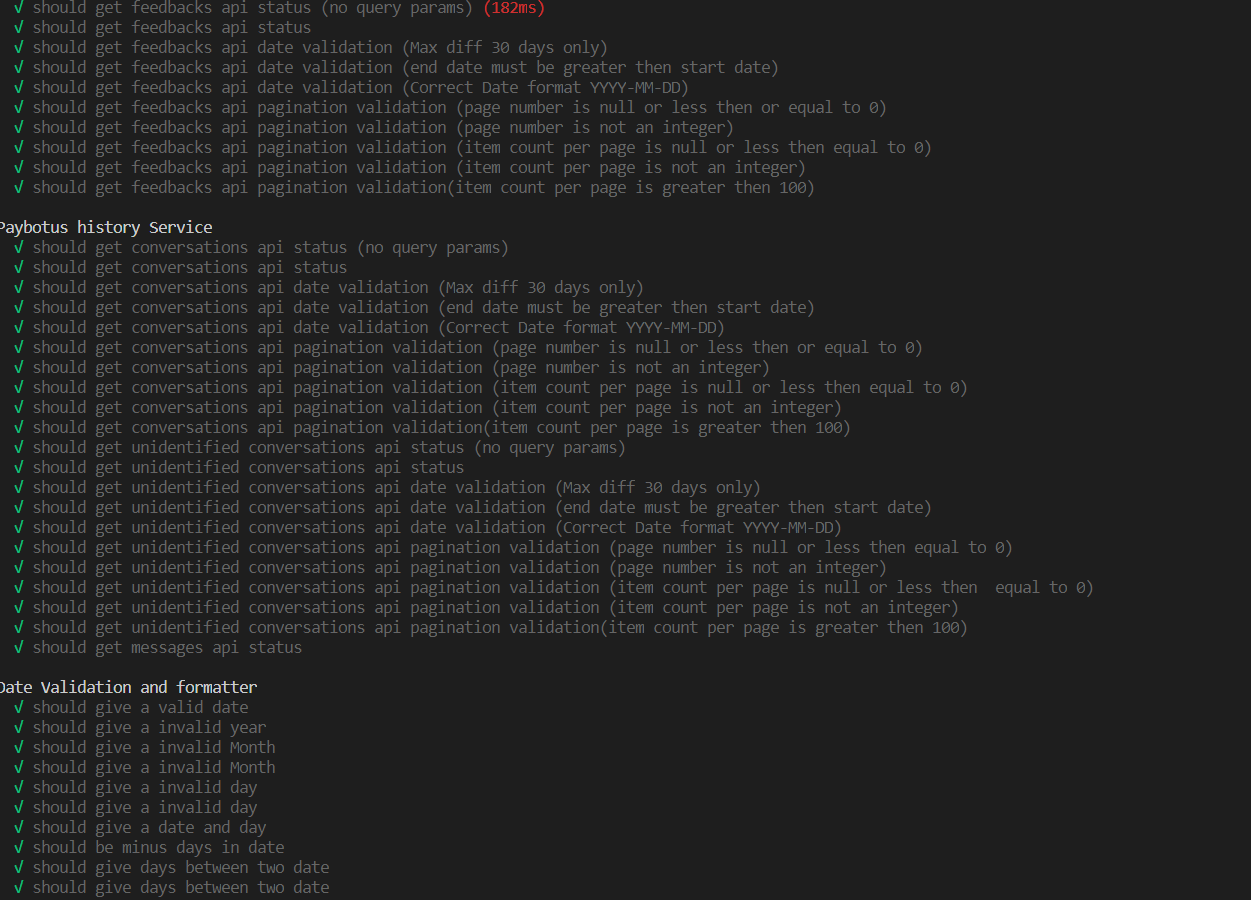 √ should get feedbacks api status (no query params) (182ms)
√ should get feedbacks api status
√ should get feedbacks api date validation (Max diff 30 days only)
√ should get feedbacks api date validation (end date must be greater then start date)
√ should get feedbacks api date validation (Correct Date format YYYY-MM-DD)
√ should get feedbacks api pagination validation (page number is null or less then or equal to 0)
√ should get feedbacks api pagination validation (page number is not an integer)
√ should get feedbacks api pagination validation (item count per page is null or less then equal to 0)
√ should get feedbacks api pagination validation (item count per page is not an integer)
√ should get feedbacks api pagination validation(item count per page is greater then 100)
Paybotus history Service
√ should get conversations api status (no query params)
√ should get conversations api status
√ should get conversations api date validation (Max diff 30 days only)
√ should get conversations api date validation (end date must be greater then start date)
√ should get conversations api date validation (Correct Date format YYYY-MM-DD)
√ should get conversations api pagination validation (page number is null or less then or equal to 0)
√ should get conversations api pagination validation (page number is not an integer)
√ should get conversations api pagination validation (item count per page is null or less then equal to 0)
√ should get conversations api pagination validation (item count per page is not an integer)
√ should get conversations api pagination validation(item count per page is greater then 100)
√ should get unidentified conversations api status (no query params)
√ should get unidentified conversations api status
√ should get unidentified conversations api date validation (Max diff 30 days only)
√ should get unidentified conversations api date validation (end date must be greater then start date)
√ should get unidentified conversations api date validation (Correct Date format YYYY-MM-DD)
√ should get unidentified conversations api pagination validation (page number is null or less then equal to 0)
√ should get unidentified conversations api pagination validation (page number is not an integer)
√ should get unidentified conversations api pagination validation (item count per page is null or less then  equal to 0)
√ should get unidentified conversations api pagination validation (item count per page is not an integer)
√ should get unidentified conversations api pagination validation(item count per page is greater then 100)
√ should get messages api status
Date Validation and formatter
√ should give a valid date
√ should give a invalid year
√ should give a invalid Month
√ should give a invalid Month
√ should give a invalid day
√ should give a invalid day
√ should give a date and day
√ should be minus days in date
√ should give days between two date
√ should give days between two date